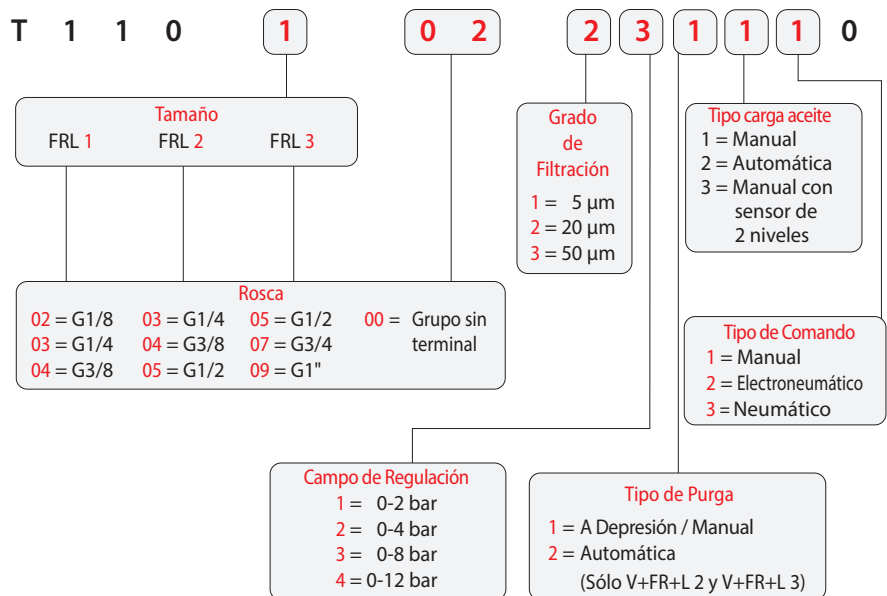 T 1 1 0 1 0 2 2 3 1 1 1 0
Tamaño
FRL 1 FRL 2 FRL 3
Rosca
02 = G1/8 03 = G1/4 05 = G1/2 00 = Grupo sin
03 = G1/4 04 = G3/8 07 = G3/4 terminal
04 = G3/8 05 = G1/2 09 = G1"
Grado
de
Filtración
1 = 5 µm
2 = 20 µm
3 = 50 µm
Tipo carga aceite
1 = Manual
2 = Automática
3 = Manual con
sensor de
2 niveles
Tipo de Comando
1 = Manual
2 = Electroneumático
3 = Neumático
Campo de Regulación
1 = 0-2 bar
2 = 0-4 bar
3 = 0-8 bar
4 = 0-12 bar
Tipo de Purga
1 = A Depresión / Manual
2 = Automática
(Sólo V+FR+L 2 y V+FR+L 3)